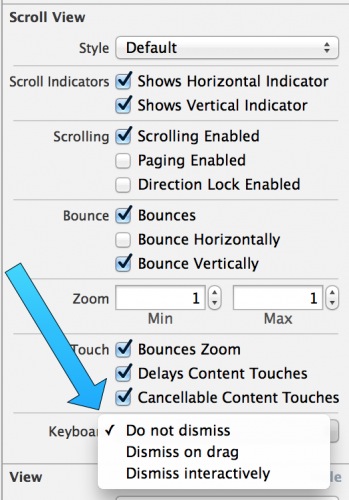 Scroll View
Style Default
Scroll Indicators Shows Horizontal Indicator
Shows Vertical Indicator
Scrolling Scrolling Enabled
Paging Enabled
Direction Lock Enabled
Bounce Bounces
Bounce Horizontally
Bounce Vertically
Zoom 1 1
Min Max
Touch Bounces Zoom
Delays Content Touches
Cancellable Content Touches
Keyboar ✓ Do not dismiss
Dismiss on drag
Dismiss interactively
View